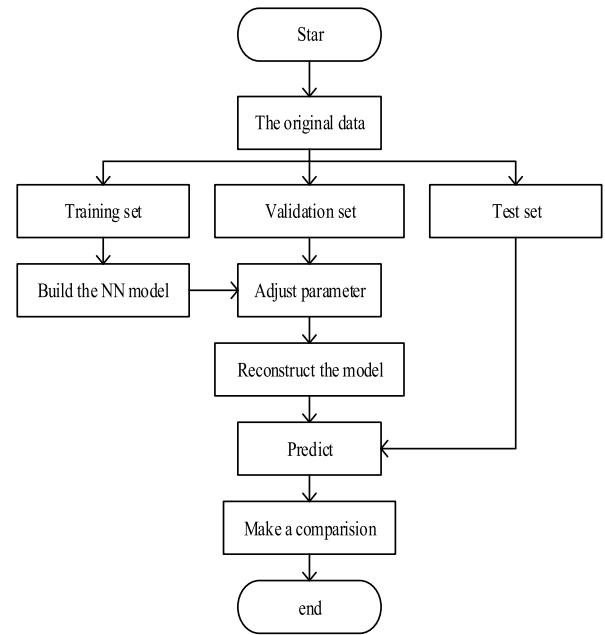 Star
The original data
Training set
Validation set
Test set
Build the NN model
Adjust parameter
Reconstruct the model
Predict
Make a comparision
end